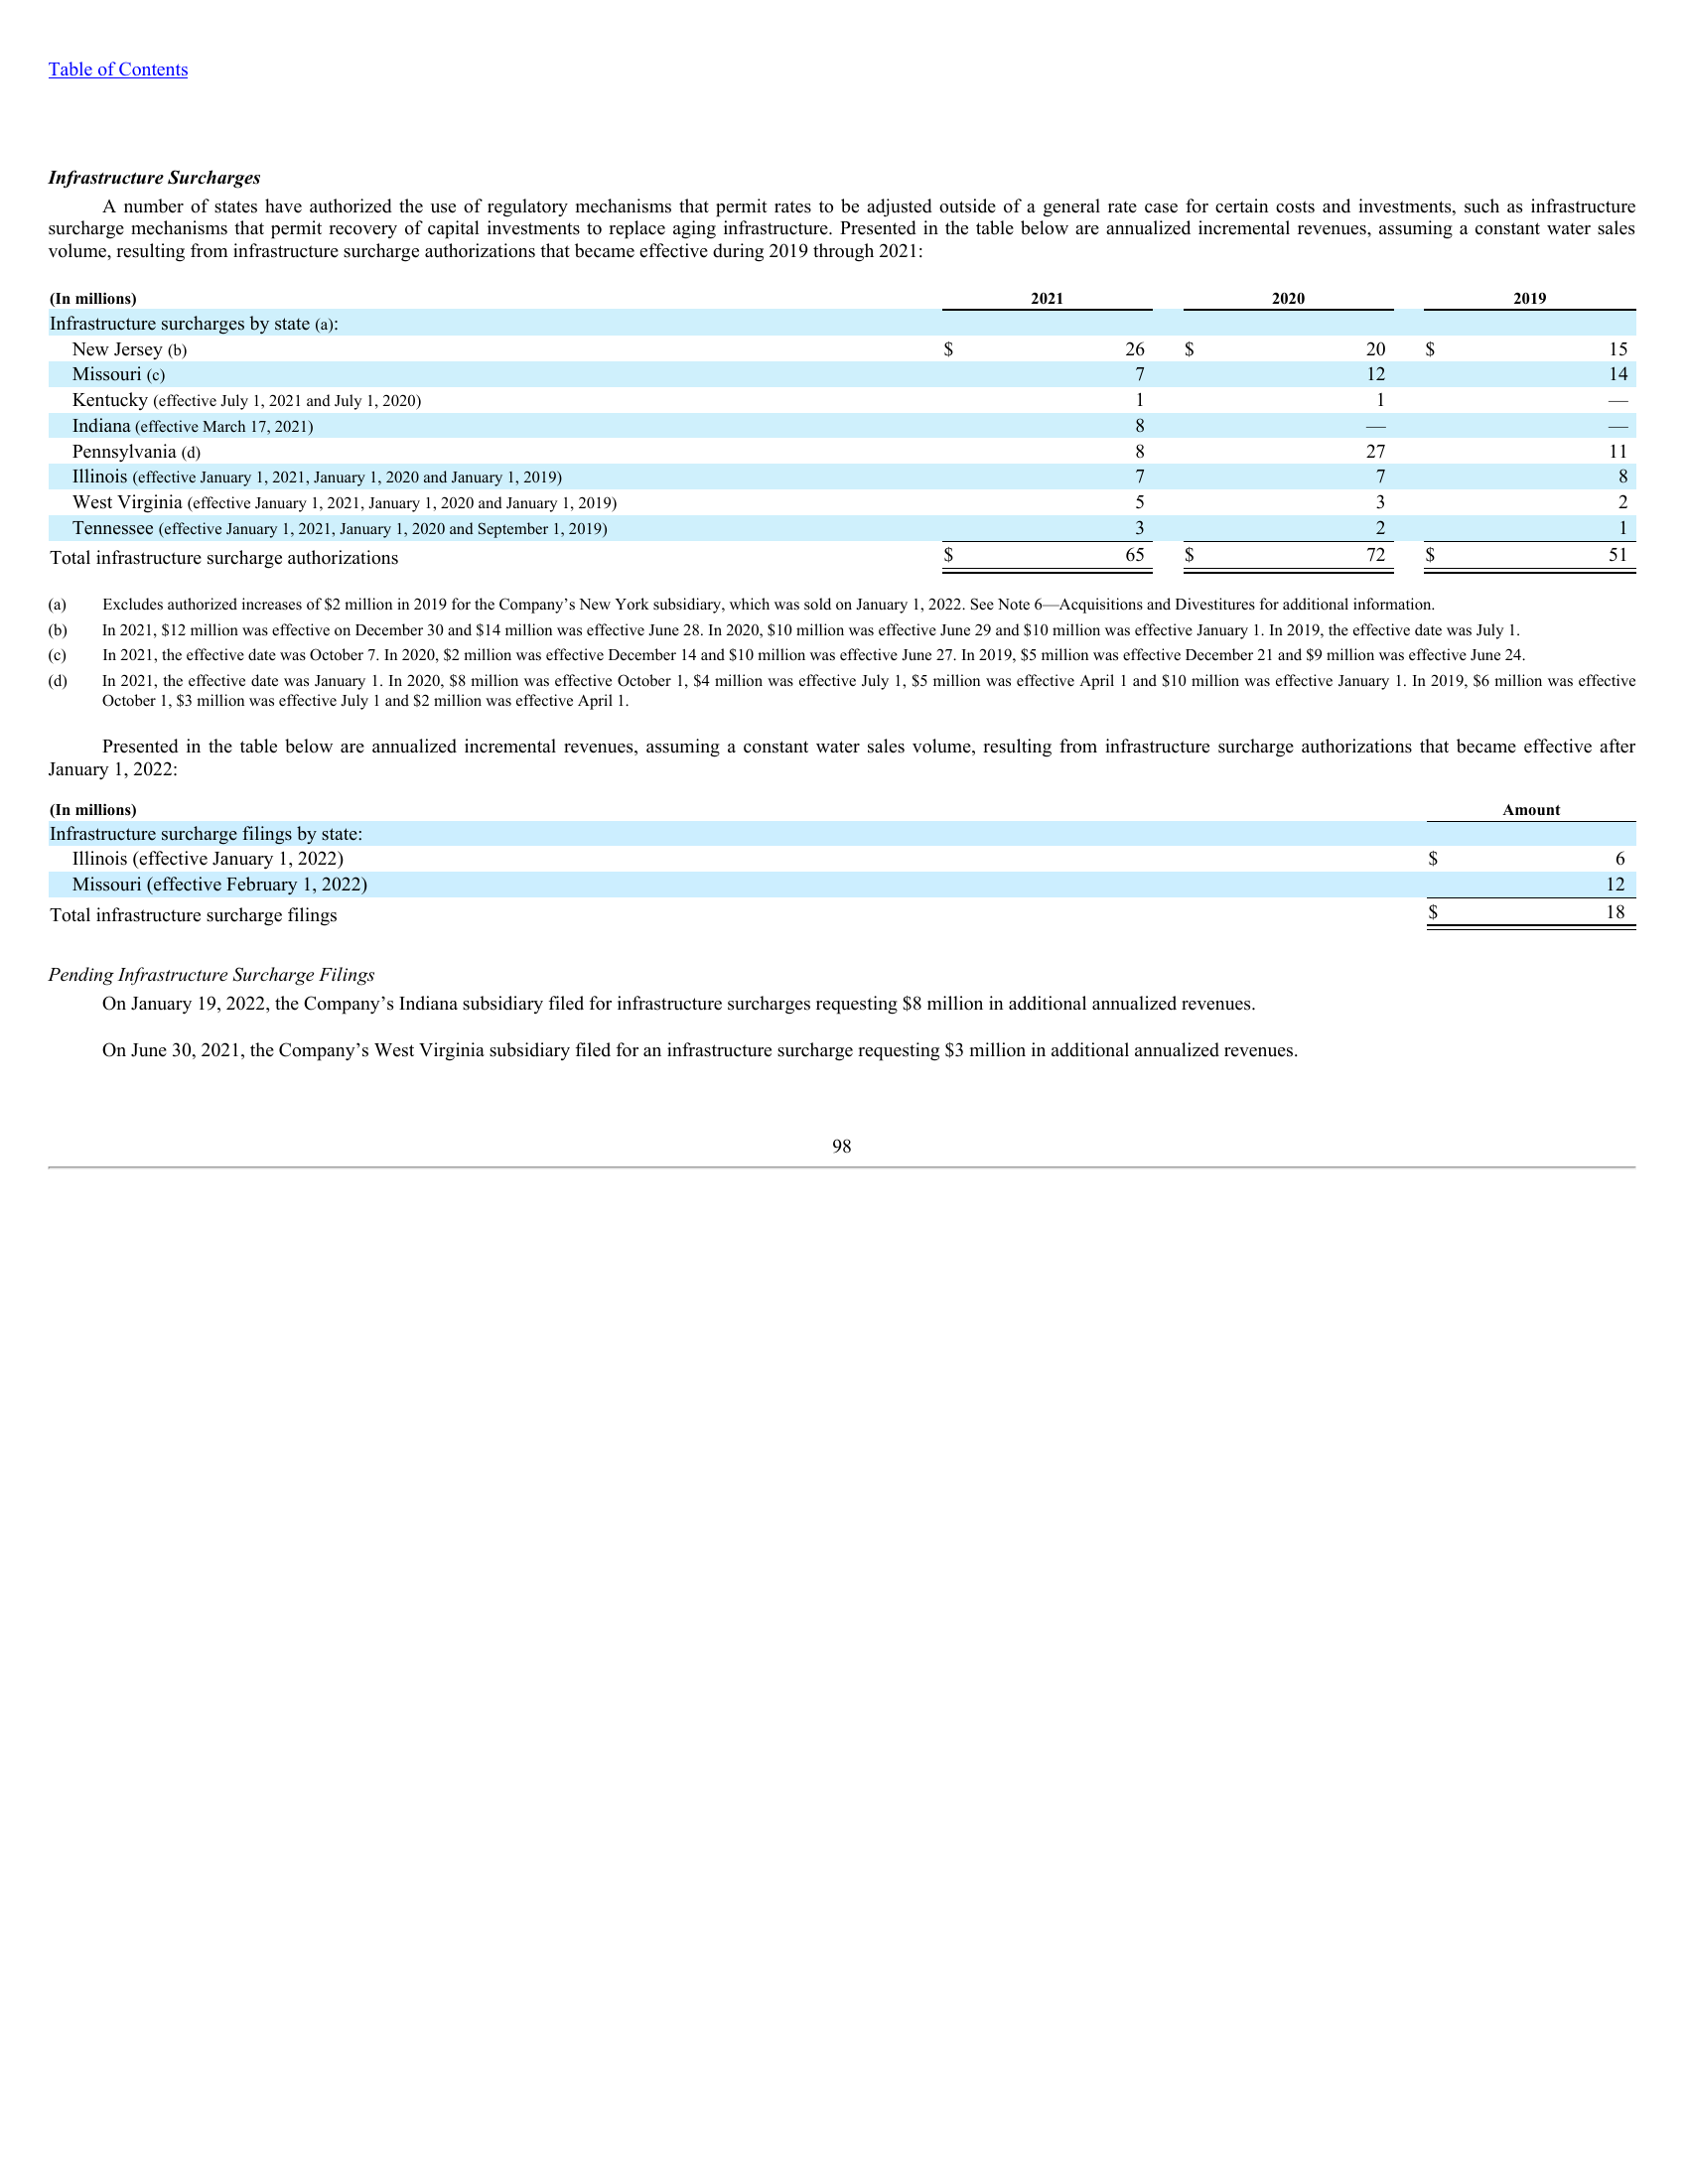 Table of Contents
Infrastructure Surcharges
A number of states have authorized the use of regulatory mechanisms that permit rates to be adjusted outside of a general rate case for certain costs and investments, such as infrastructure
surcharge mechanisms that permit recovery of capital investments to replace aging infrastructure. Presented in the table below are annualized incremental revenues, assuming a constant water sales
volume, resulting from infrastructure surcharge authorizations that became effective during 2019 through 2021:
(In millions) 2021 2020 2019
Infrastructure surcharges by state (a):
New Jersey (b) $ 26 $ 20 $ 15
Missouri (c) 7 12 14
Kentucky (effective July 1, 2021 and July 1, 2020) 1 1 —
Indiana (effective March 17, 2021) 8 — —
Pennsylvania (d) 8 27 11
Illinois (effective January 1, 2021, January 1, 2020 and January 1, 2019) 7 7 8
West Virginia (effective January 1, 2021, January 1, 2020 and January 1, 2019) 5 3 2
Tennessee (effective January 1, 2021, January 1, 2020 and September 1, 2019) 3 2 1
Total infrastructure surcharge authorizations $ 65 $ 72 $ 51
(a) Excludes authorized increases of $2 million in 2019 for the Company’s New York subsidiary, which was sold on January 1, 2022. See Note 6—Acquisitions and Divestitures for additional information.
(b) In 2021, $12 million was effective on December 30 and $14 million was effective June 28. In 2020, $10 million was effective June 29 and $10 million was effective January 1. In 2019, the effective date was July 1.
(c) In 2021, the effective date was October 7. In 2020, $2 million was effective December 14 and $10 million was effective June 27. In 2019, $5 million was effective December 21 and $9 million was effective June 24.
(d) In 2021, the effective date was January 1. In 2020, $8 million was effective October 1, $4 million was effective July 1, $5 million was effective April 1 and $10 million was effective January 1. In 2019, $6 million was effective
October 1, $3 million was effective July 1 and $2 million was effective April 1.
Presented in the table below are annualized incremental revenues, assuming a constant water sales volume, resulting from infrastructure surcharge authorizations that became effective after
January 1, 2022:
(In millions) Amount
Infrastructure surcharge filings by state:
Illinois (effective January 1, 2022) $ 6
Missouri (effective February 1, 2022) 12
Total infrastructure surcharge filings $ 18
Pending Infrastructure Surcharge Filings
On January 19, 2022, the Company’s Indiana subsidiary filed for infrastructure surcharges requesting $8 million in additional annualized revenues.
On June 30, 2021, the Company’s West Virginia subsidiary filed for an infrastructure surcharge requesting $3 million in additional annualized revenues.
98